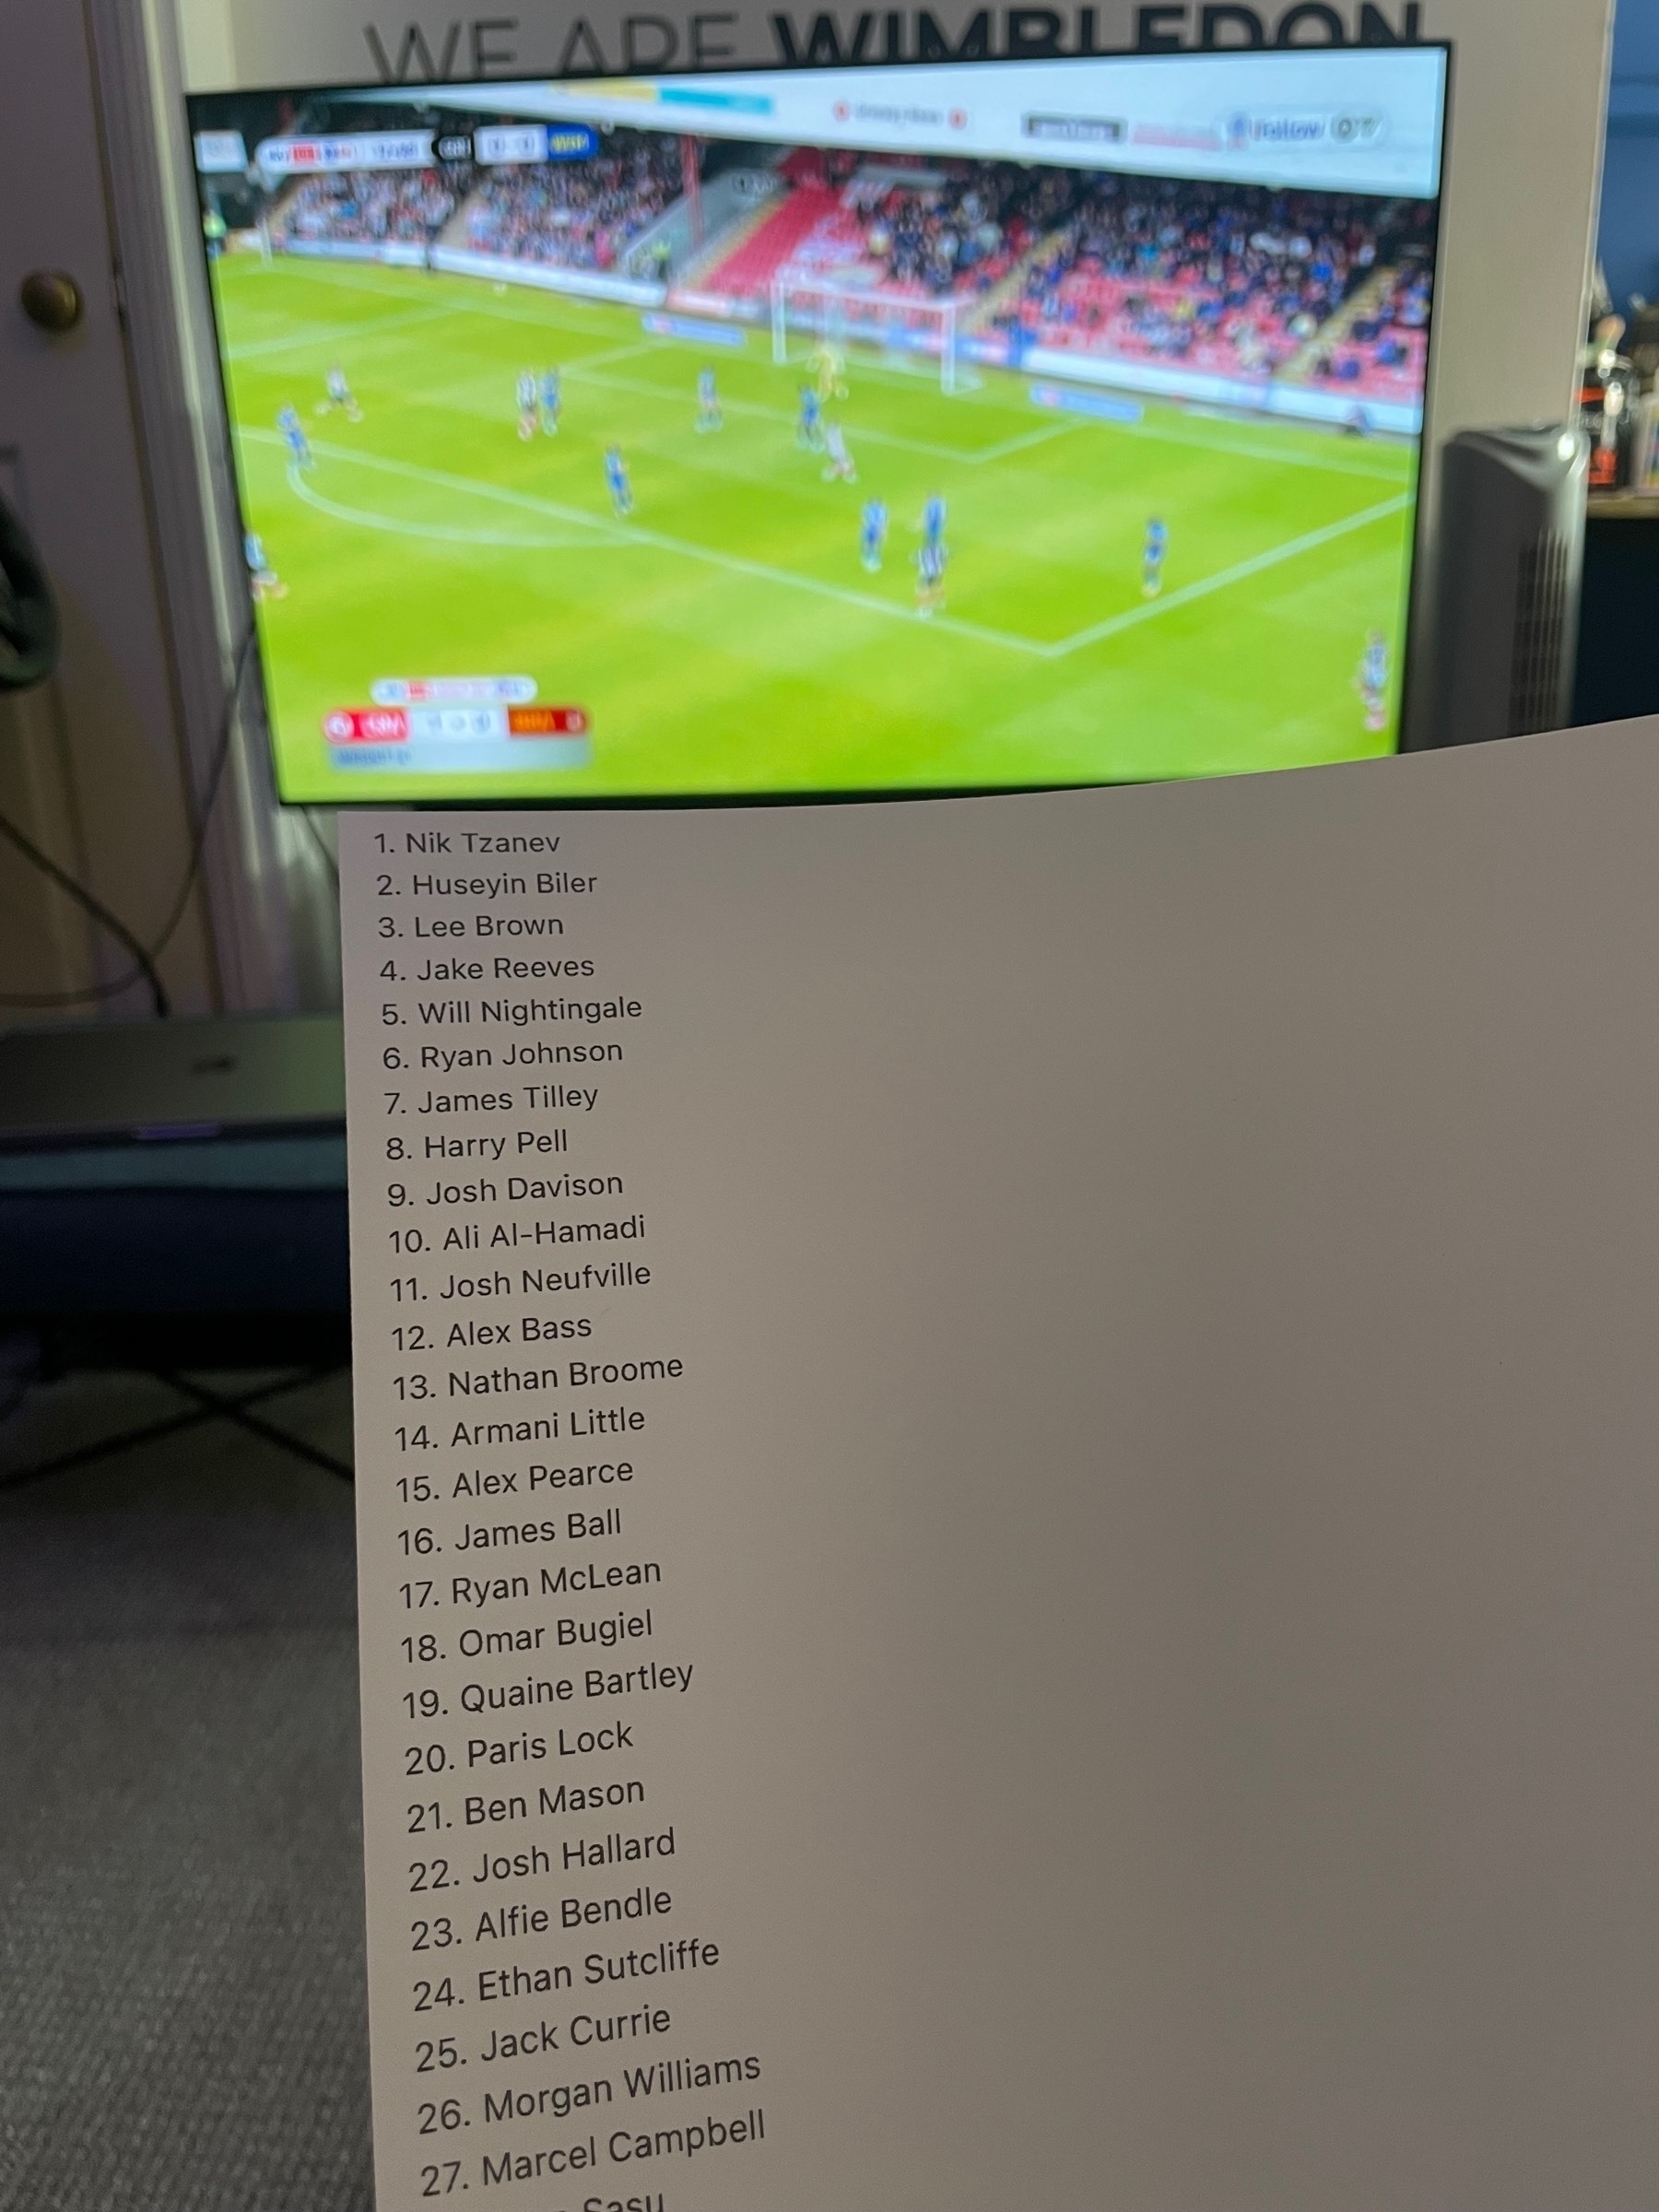 WE ARE WIMBLEDON
1. Nik Tzanev
2. Huseyin Biler
3. Lee Brown
4. Jake Reeves
5. Will Nightingale
6. Ryan Johnson
7. James Tilley
8. Harry Pell
9. Josh Davison
10. Ali Al-Hamadi
11. Josh Neufville
12. Alex Bass
13. Nathan Broome
14. Armani Little
15. Alex Pearce
16. James Ball
17. Ryan McLean
18. Omar Bugiel
19. Quaine Bartley
20. Paris Lock
21. Ben Mason
22. Josh Hallard
23. Alfie Bendle
24. Ethan Sutcliffe
25. Jack Currie
26. Morgan Williams
27. Marcel Campbell
Sasu